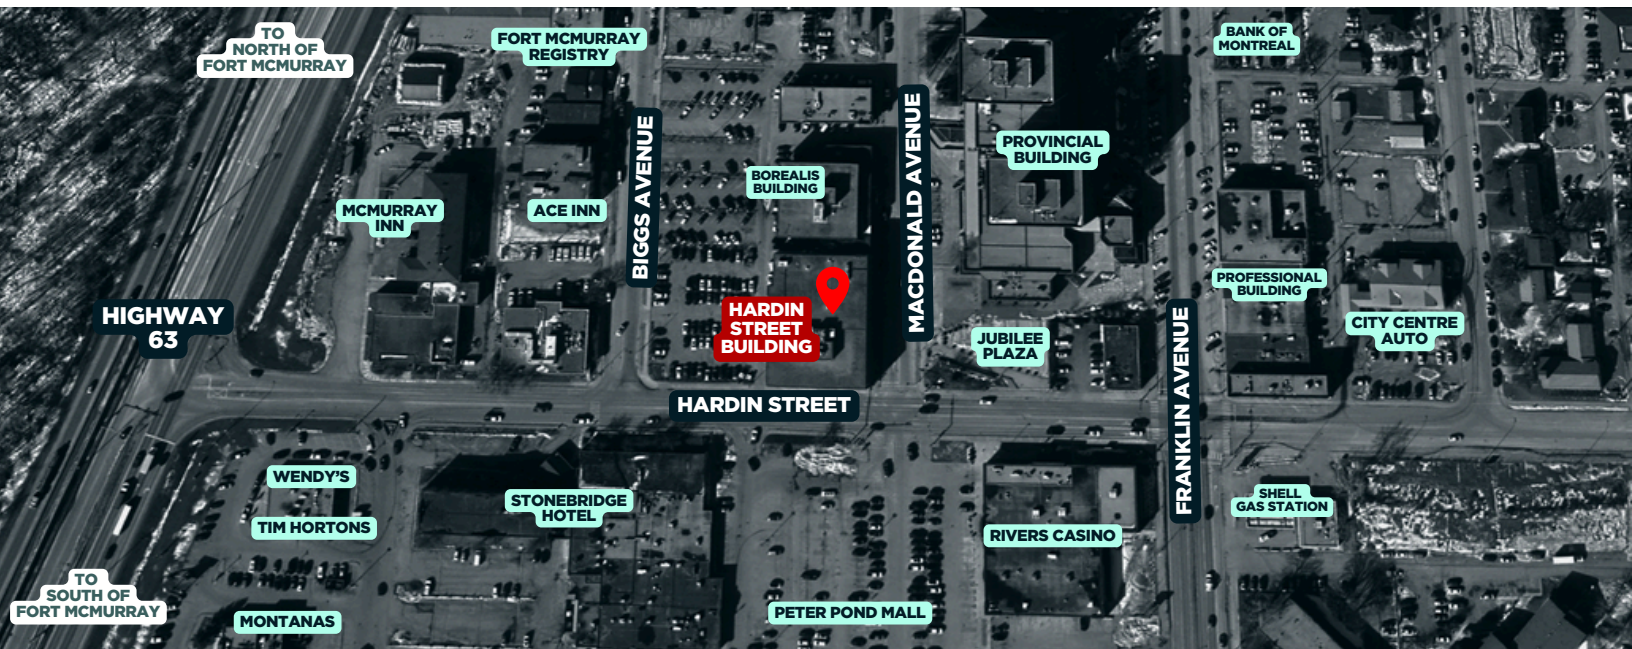 TO
NORTH OF
FORT MCMURRAY
FORT MCMURRAY
REGISTRY
BANK OF
MONTREAL
BIGGS AVENUE
MACDONALD AVENUE
PROVINCIAL
BUILDING
BOREALIS
BUILDING
MCMURRAY
INN
ACE INN
PROFESSIONAL
BUILDING
HIGHWAY
63
HARDIN
STREET
BUILDING
JUBILEE
PLAZA
CITY CENTRE
AUTO
FRANKLIN AVENUE
HARDIN STREET
WENDY'S
TIM HORTONS
STONEBRIDGE
HOTEL
SHELL
GAS STATION
RIVERS CASINO
TO
SOUTH OF
FORT MCMURRAY
MONTANAS
PETER POND MALL